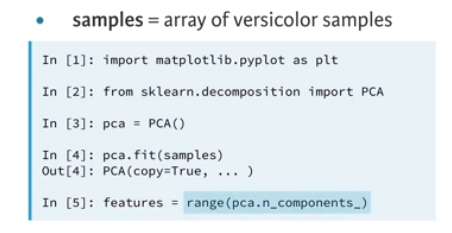 • samples = array of versicolor samples
In [1]: import matplotlib.pyplot as plt
In [2]: from sklearn.decomposition import PCA
In [3]: pca = PCA()
In [4]: pca.fit(samples)
Out[4]: PCA(copy=True, ... )
In [5]: features = range(pca.n_components_)